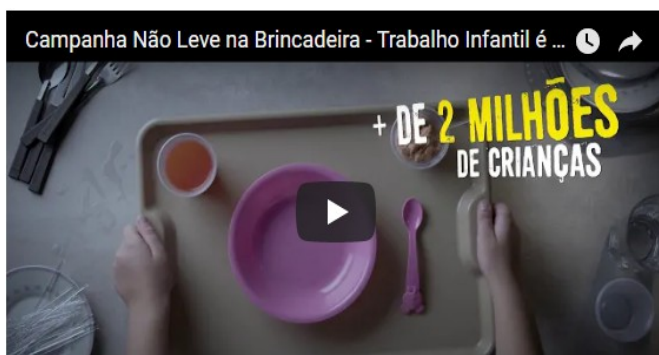 Campanha Não Leve na Brincadeira - Trabalho Infantil é ...
+ DE 2 MILHÕES
DE CRIANÇAS